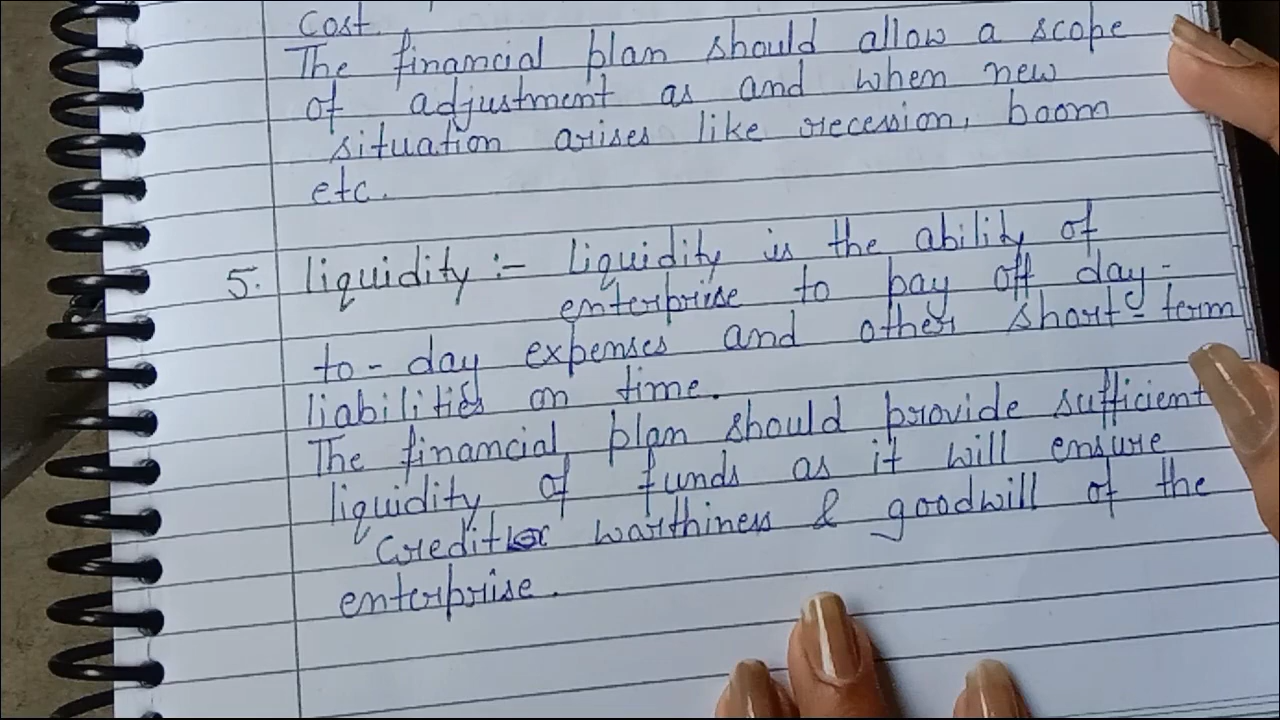 Cost.
The financial plan should allow a scope
of adjustment as and when new
situation arises like recession, boom
etc.
5. liquidity :- liquidity is the ability of
enterprise to pay off day-
to-day expenses and other short-term
liabilities on time.
The financial plan should provide sufficient
liquidity of funds as it will ensure
Credit worthiness & goodwill of the
enterprise.